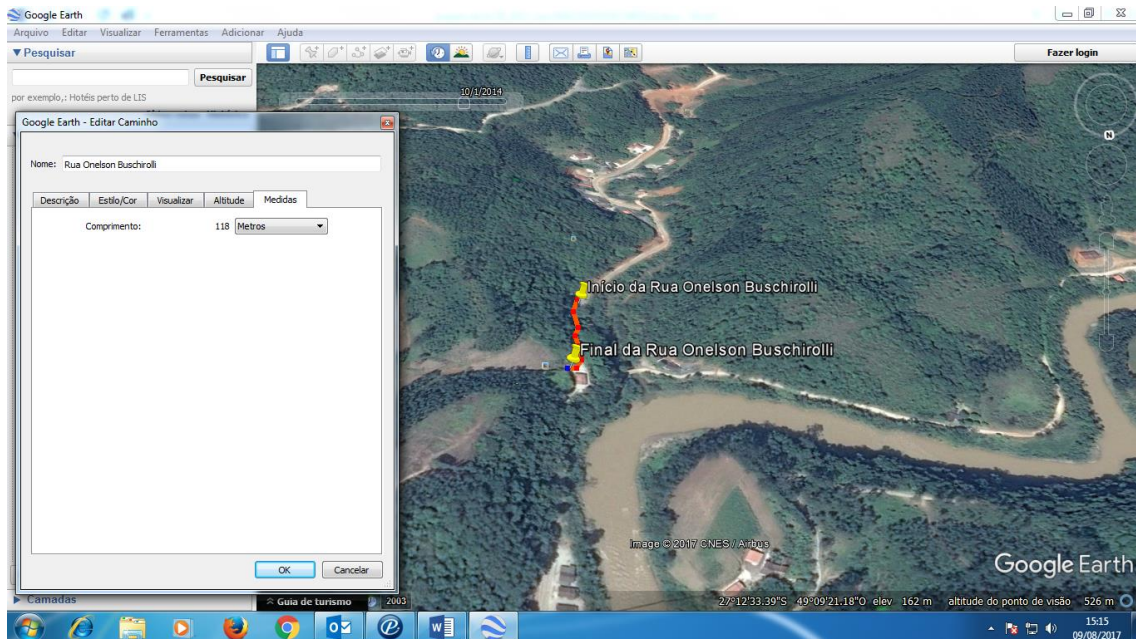 Google Earth
Arquivo Editar Visualizar Ferramentas Adicionar Ajuda
▼ Pesquisar
Fazer login
Pesquisar
por exemplo,: Hotéis perto de LIS
10/1/2014
N
Google Earth - Editar Caminho
Nome: Rua Onelson Buschirolli
Descrição Estilo/Cor Visualizar Altitude Medidas
Comprimento: 118 Metros
Início da Rua Onelson Buschirolli
Final da Rua Onelson Buschirolli
Image © 2017 CNES / Airbus
Google Earth
OK Cancelar
Camadas
Guia de turismo 2003
27°12'33.39"S 49°09'21.18"O elev 162 m altitude do ponto de visão 526 m
15:15
09/08/2017